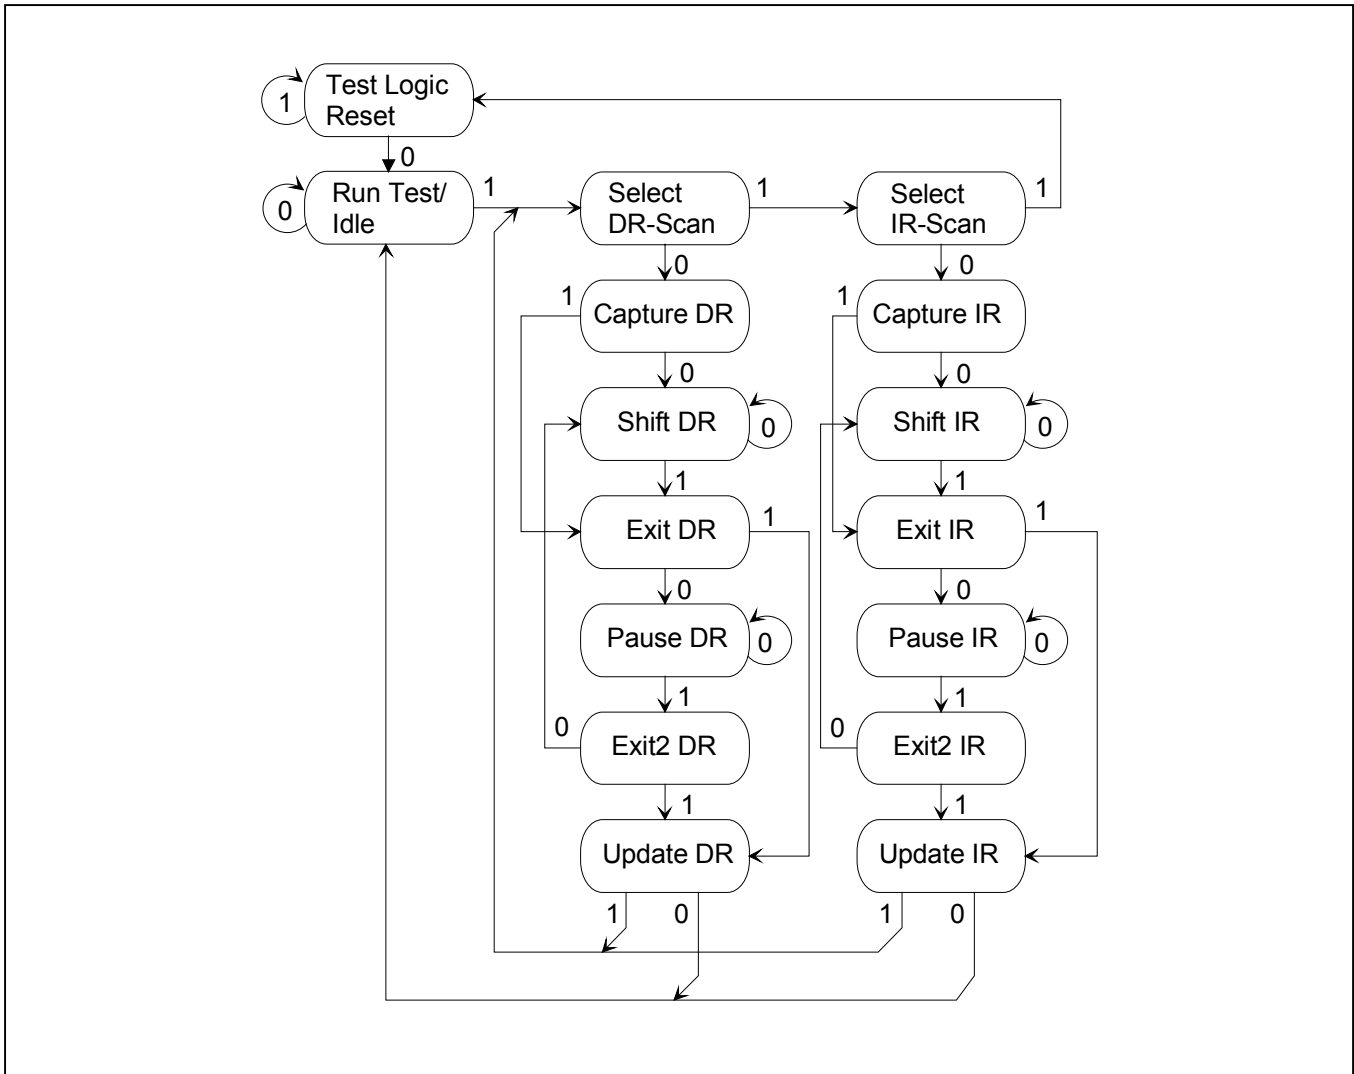 Test Logic
Reset
1
0
Run Test/
Idle
0
1
Select
DR-Scan
1
Select
IR-Scan
1
0
0
1
Capture DR
1
Capture IR
0
0
Shift DR
0
Shift IR
0
1
1
Exit DR
1
Exit IR
1
0
0
Pause DR
0
Pause IR
0
1
1
0
Exit2 DR
0
Exit2 IR
1
1
Update DR
Update IR
1
0
1
0